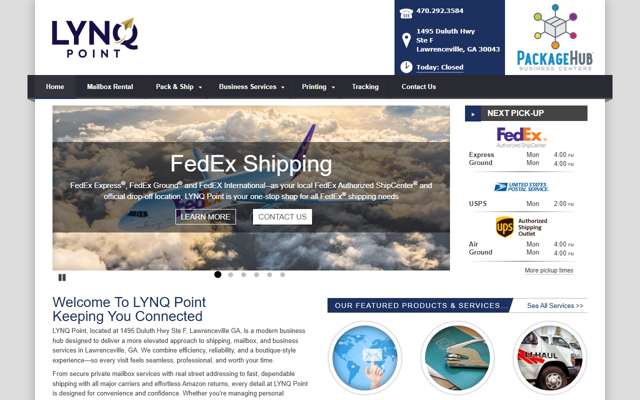 LYNQ
POINT
470.292.3584
1495 Duluth Hwy
Ste F
Lawrenceville, GA 30043
Today: Closed
PACKAGEHUB
BUSINESS CENTERS
Home Mailbox Rental Pack & Ship Business Services Printing Tracking Contact Us
FedEx Shipping
FedEx Express®, FedEx Ground® and FedEX International–as your local FedEx Authorized ShipCenter® and
official drop-off location, LYNQ Point is your one-stop shop for all FedEx® shipping needs
LEARN MORE CONTACT US
NEXT PICK-UP
FedEx
Authorized ShipCenter
Express Mon 4:00 PM
Ground Mon 4:00 PM
UNITED STATES
POSTAL SERVICE
USPS Mon 2:00 PM
ups Authorized
Shipping
Outlet
Air Mon 4:00 PM
Ground Mon 4:00 PM
More pickup times
Welcome To LYNQ Point
Keeping You Connected
LYNQ Point, located at 1495 Duluth Hwy Ste F, Lawrenceville GA, is a modern business
hub designed to deliver a more elevated approach to shipping, mailbox, and business
services in Lawrenceville, GA. We combine efficiency, reliability, and a boutique-style
experience—so every visit feels seamless, professional, and worth your time.
From secure private mailbox services with real street addressing to fast, dependable
shipping with all major carriers and effortless Amazon returns, every detail at LYNQ Point
is designed for convenience and confidence. Whether you're managing personal
OUR FEATURED PRODUCTS & SERVICES... See All Services >>
U-HAUL